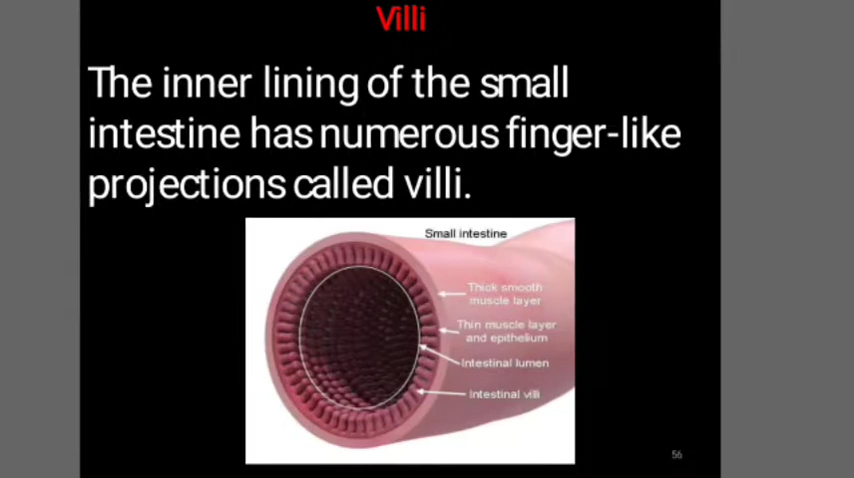 Villi
The inner lining of the small
intestine has numerous finger-like
projections called villi.
Small intestine
Thick smooth
muscle layer
Thin muscle layer
and epithelium
Intestinal lumen
Intestinal villi
56